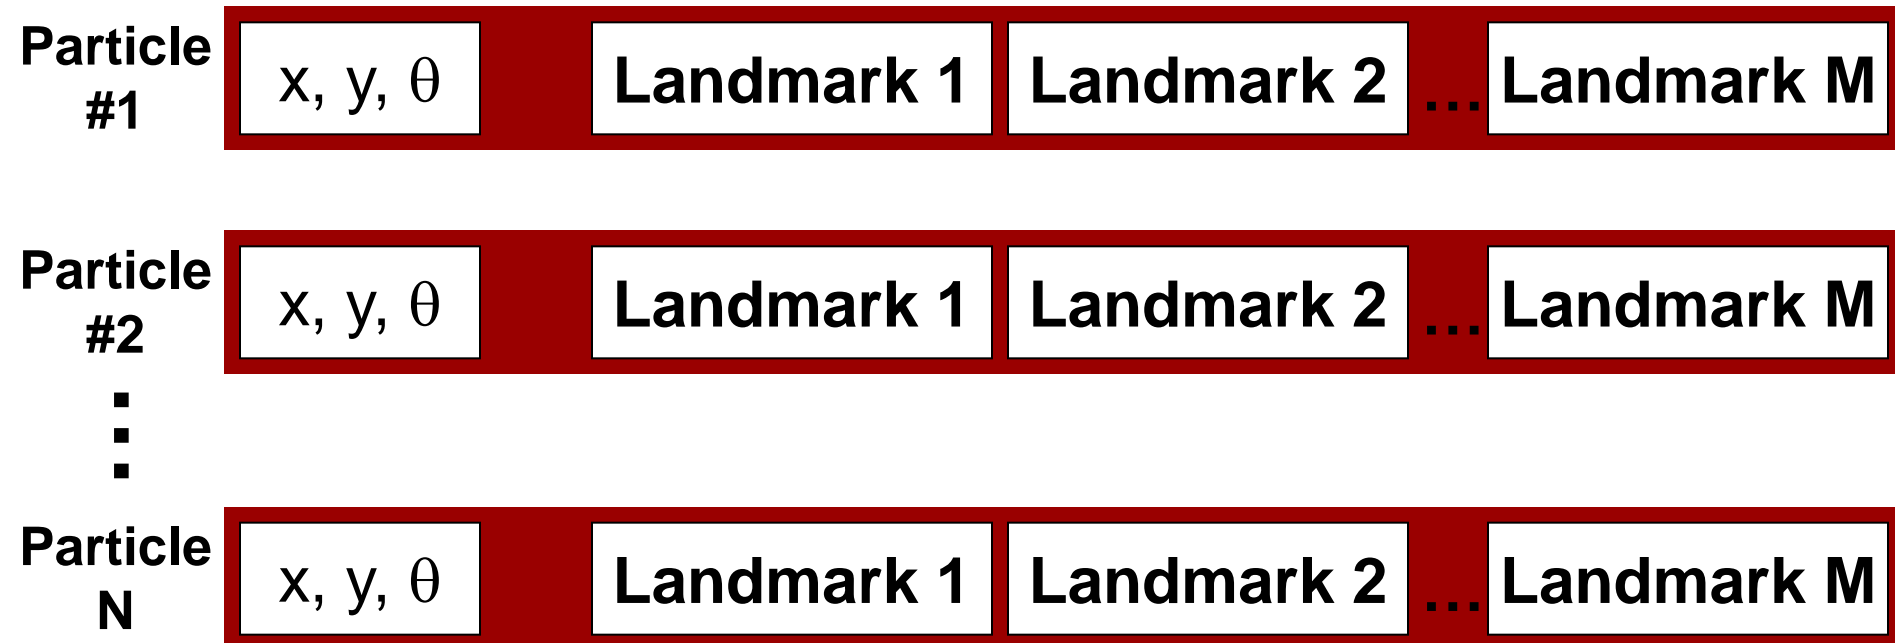 Particle
#1
x, y, θ
Landmark 1
Landmark 2
...
Landmark M
Particle
#2
x, y, θ
Landmark 1
Landmark 2
...
Landmark M
⋮
Particle
N
x, y, θ
Landmark 1
Landmark 2
...
Landmark M